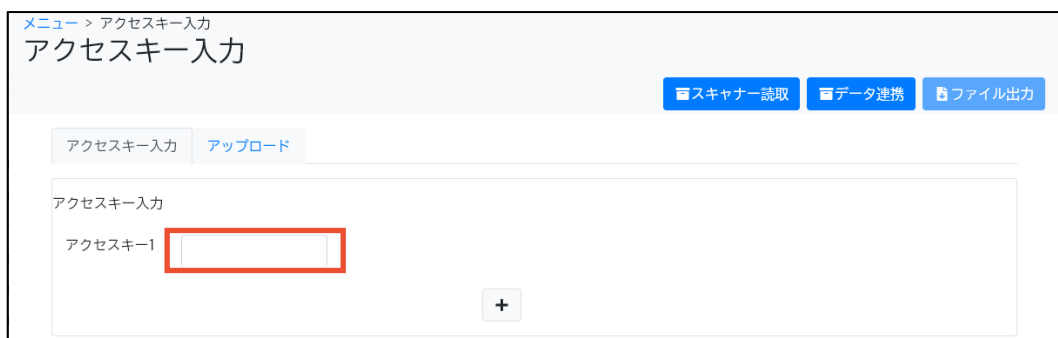 メニュー > アクセスキー入力
アクセスキー入力
スキャナー読取 データ連携 ファイル出力
アクセスキー入力 アップロード
アクセスキー入力
アクセスキー1
+